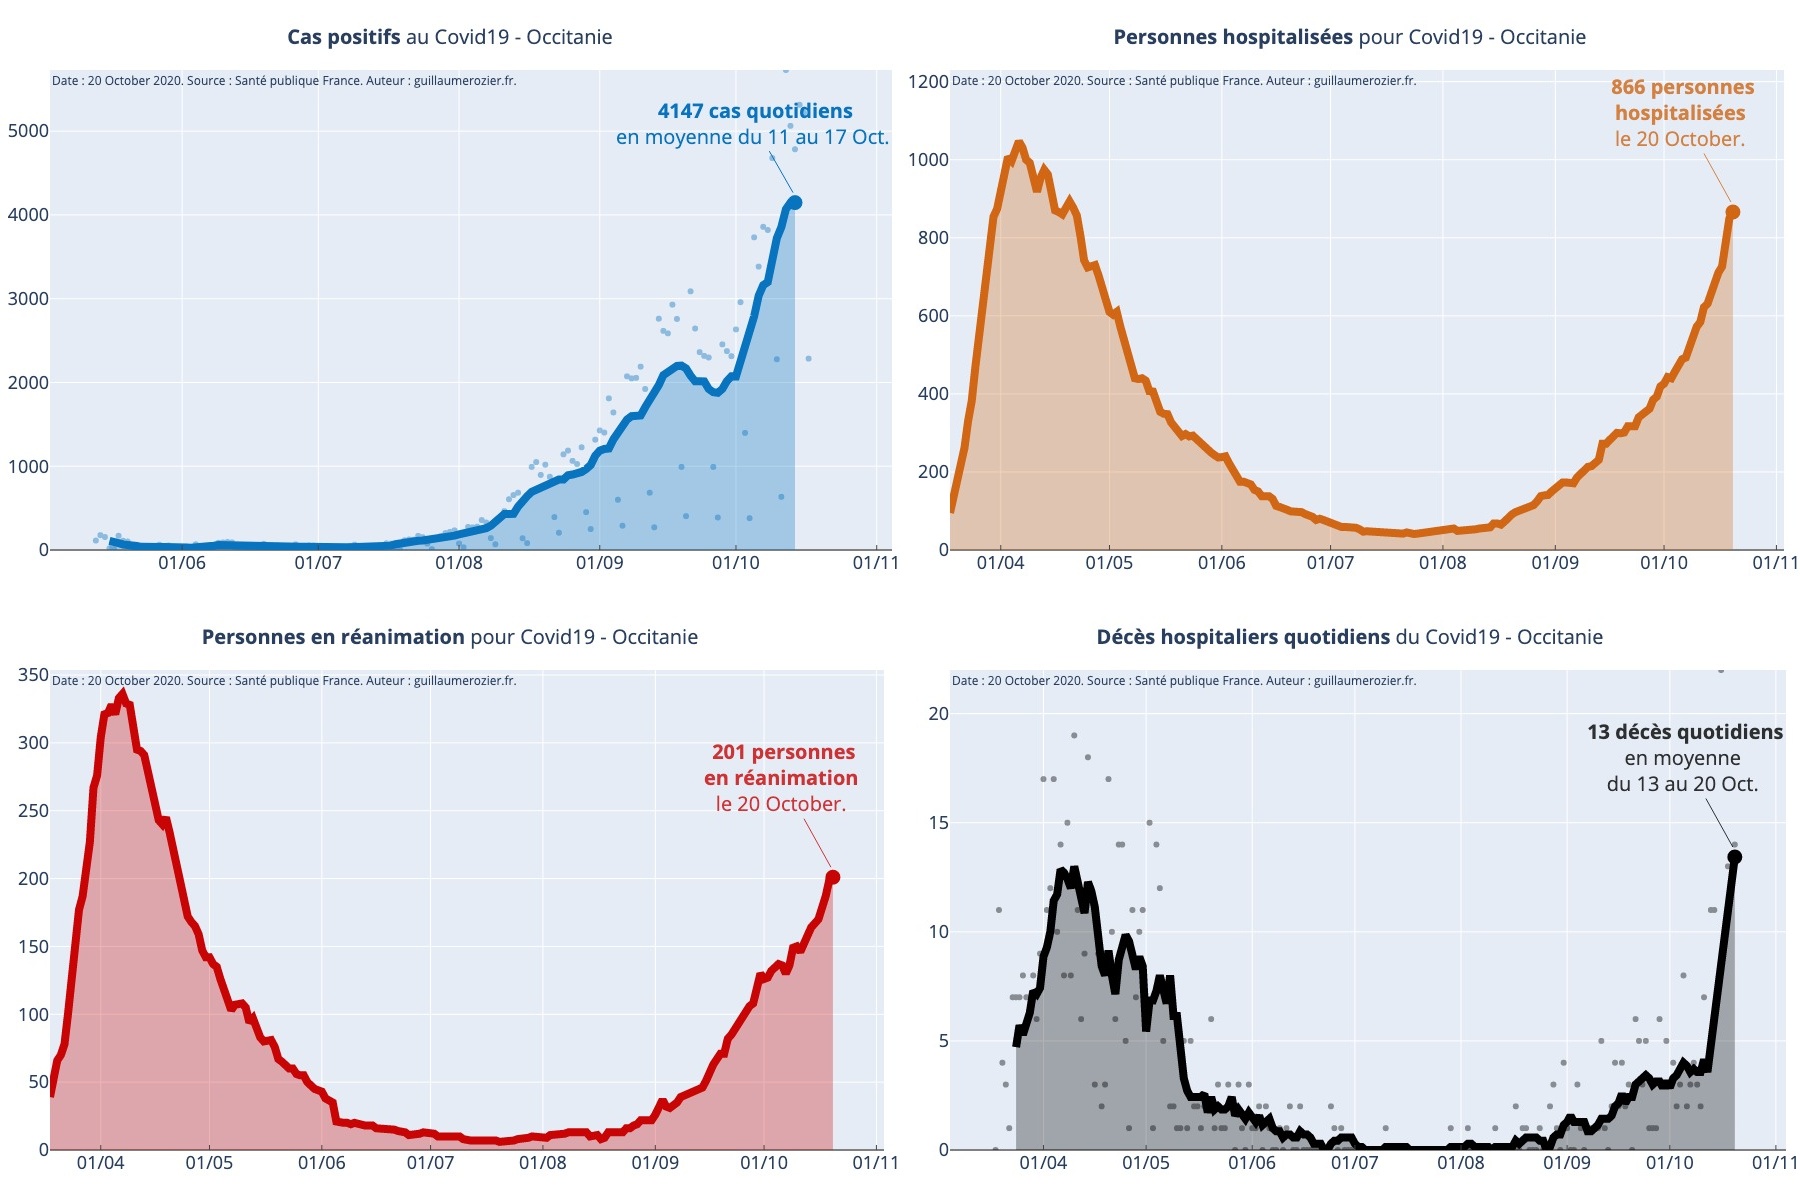 Cas positifs au Covid19 - Occitanie
Date : 20 October 2020. Source : Santé publique France. Auteur : guillaumerozier.fr.
4147 cas quotidiens
en moyenne du 11 au 17 Oct.
5000
4000
3000
2000
1000
0
01/06 01/07 01/08 01/09 01/10 01/11
Personnes hospitalisées pour Covid19 - Occitanie
Date : 20 October 2020. Source : Santé publique France. Auteur : guillaumerozier.fr.
866 personnes
hospitalisées
le 20 October.
1200
1000
800
600
400
200
0
01/04 01/05 01/06 01/07 01/08 01/09 01/10 01/11
Personnes en réanimation pour Covid19 - Occitanie
Date : 20 October 2020. Source : Santé publique France. Auteur : guillaumerozier.fr.
201 personnes
en réanimation
le 20 October.
350
300
250
200
150
100
50
0
01/04 01/05 01/06 01/07 01/08 01/09 01/10 01/11
Décès hospitaliers quotidiens du Covid19 - Occitanie
Date : 20 October 2020. Source : Santé publique France. Auteur : guillaumerozier.fr.
13 décès quotidiens
en moyenne
du 13 au 20 Oct.
20
15
10
5
0
01/04 01/05 01/06 01/07 01/08 01/09 01/10 01/11